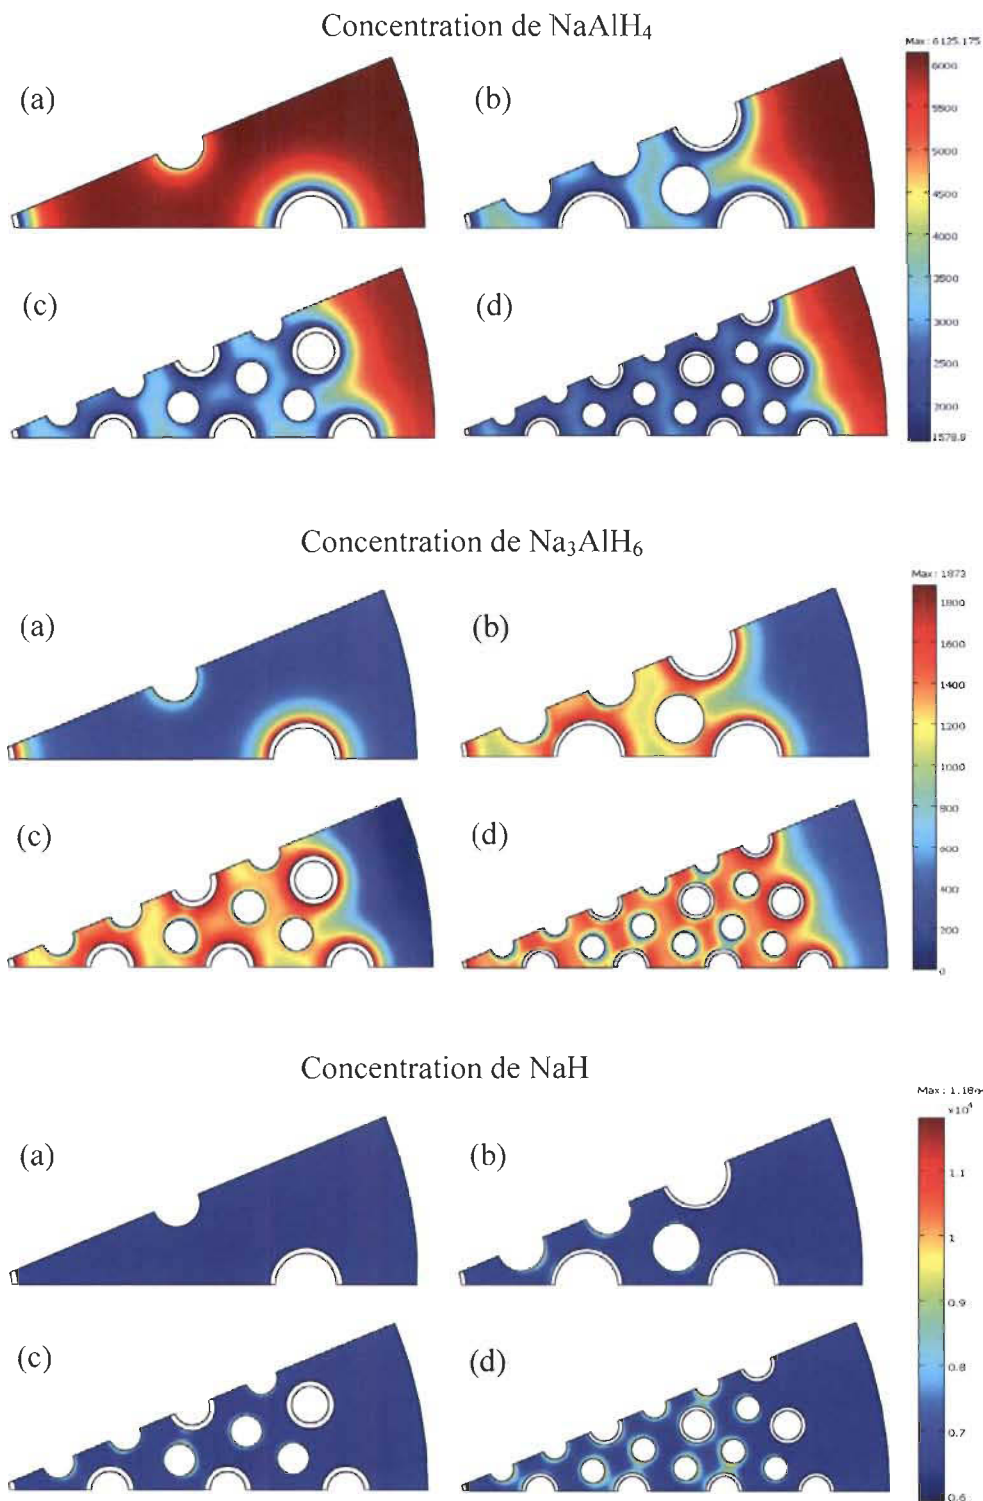 Concentration de NaAlH₄
Max: 6125.175
(a)
(b)
6000
5500
5000
4500
4000
(c)
(d)
3500
3000
2500
2000
1578.9
Concentration de Na₃AlH₆
Max: 1873
(a)
(b)
1800
1600
1400
1200
1000
(c)
(d)
800
600
400
200
0
Concentration de NaH
×10⁴
(a)
(b)
1.1
1
0.9
(c)
(d)
0.8
0.7
0.6